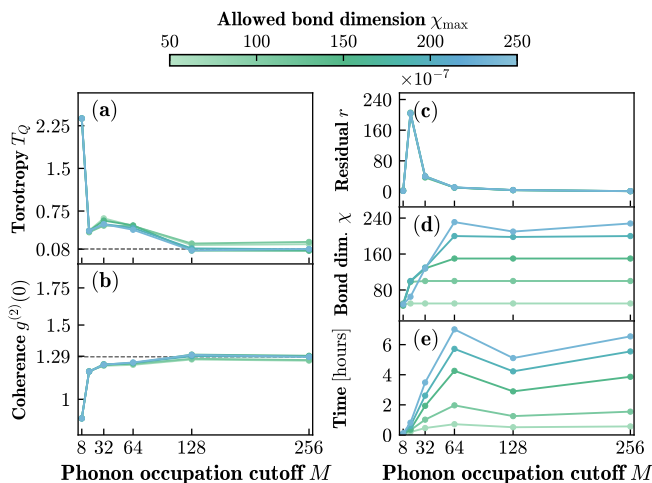 Allowed bond dimension χmax
50 100 150 200 250
×10⁻⁷
(a)
Torotropy T_Q
2.25
1.5
0.75
0.08
(b)
Coherence g⁽²⁾(0)
1.75
1.5
1.29
1
8 32 64 128 256
Phonon occupation cutoff M
(c)
Residual r
240
160
80
0
(d)
Bond dim. χ
240
160
80
(e)
Time [hours]
6
4
2
0
8 32 64 128 256
Phonon occupation cutoff M